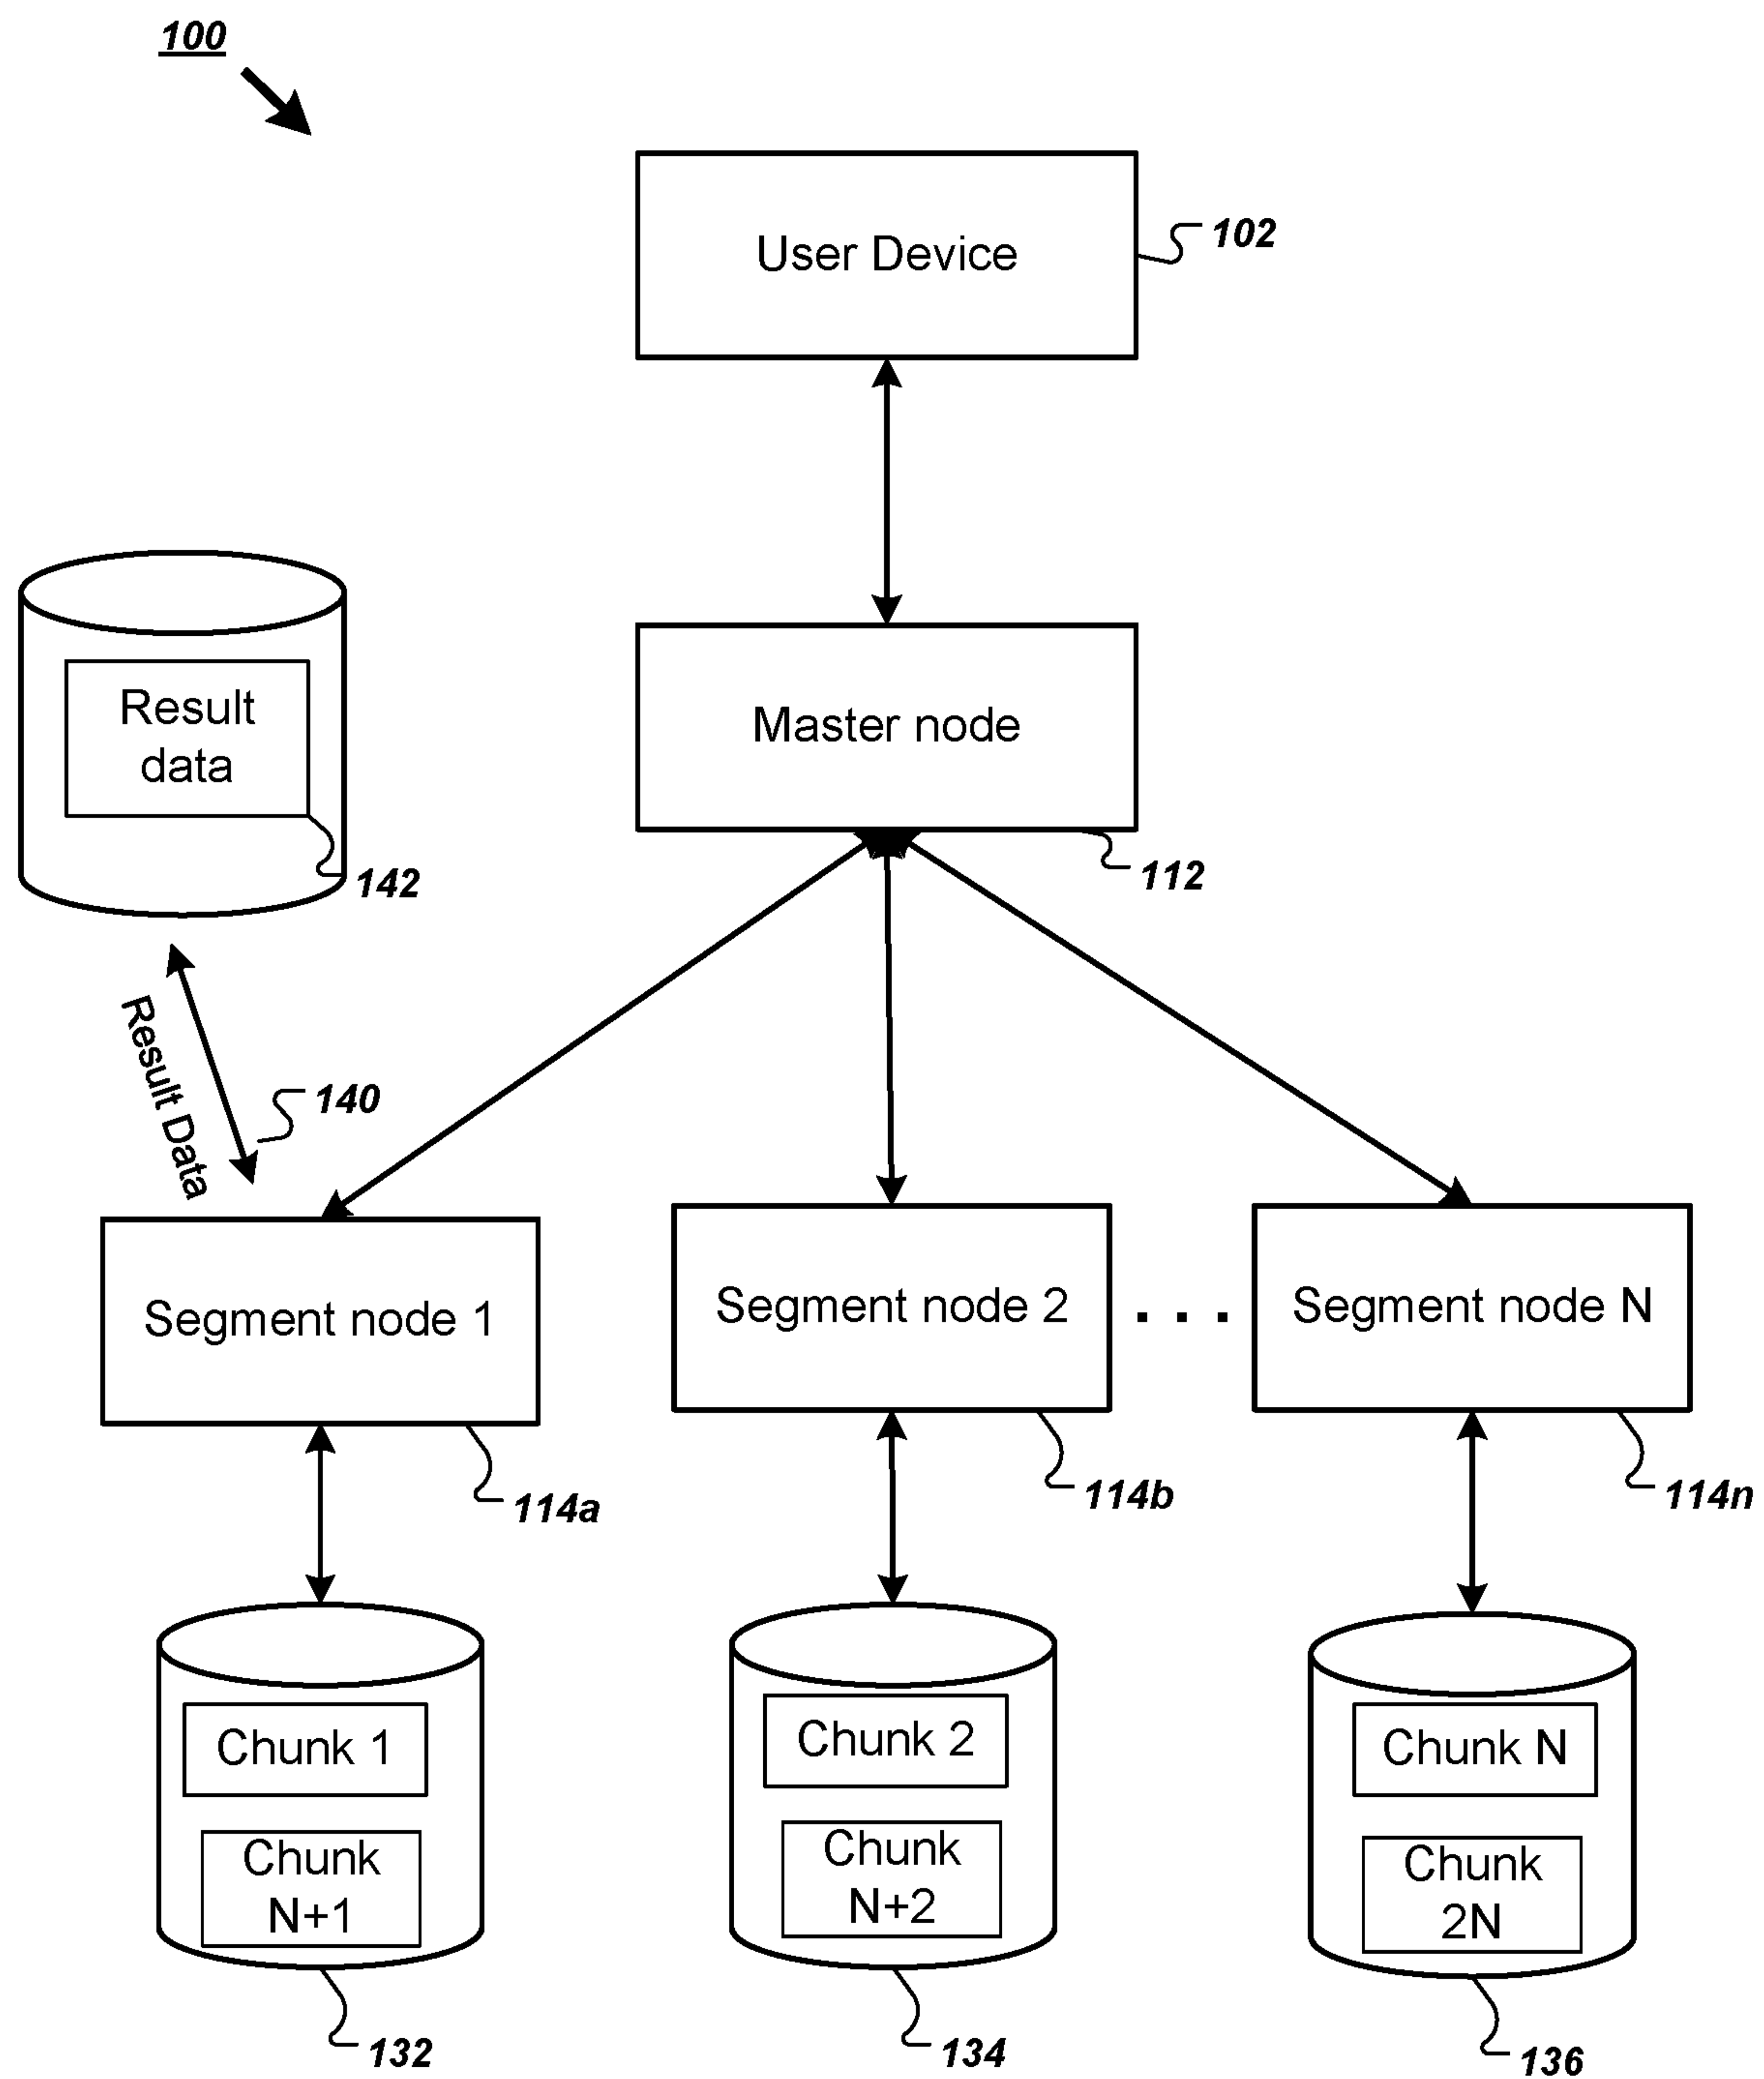 100
User Device
102
Result
data
142
Master node
112
Result Data
140
Segment node 1
114a
Segment node 2
114b
. . .
Segment node N
114n
Chunk 1
Chunk
N+1
132
Chunk 2
Chunk
N+2
134
Chunk N
Chunk
2N
136